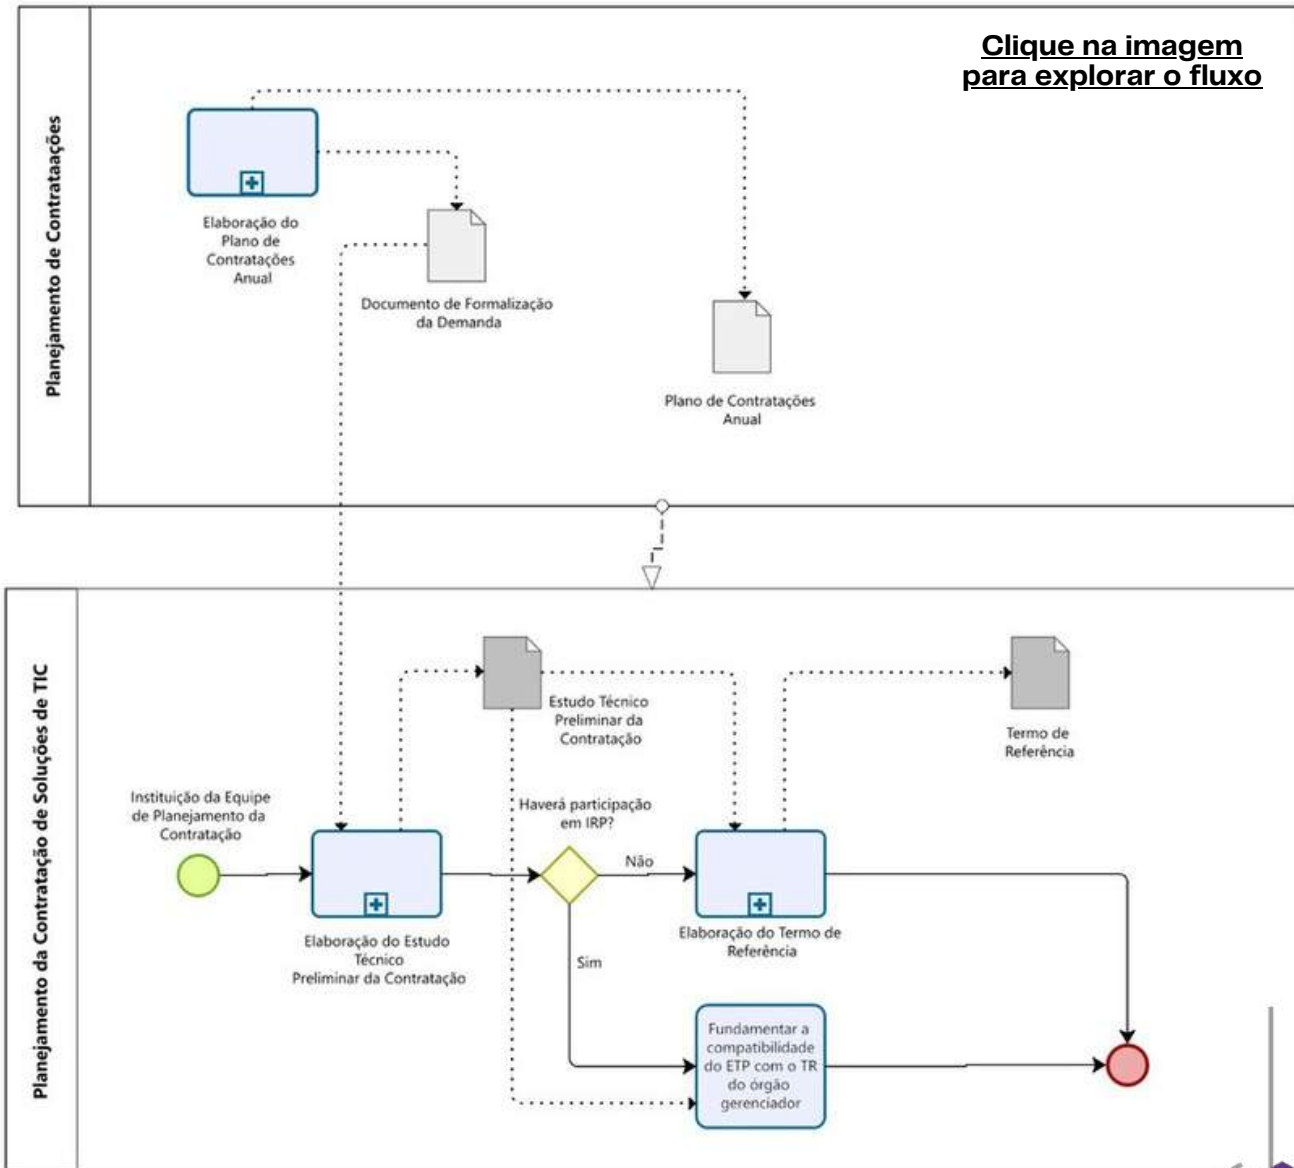 Clique na imagem
para explorar o fluxo
Planejamento de Contrataações
Elaboração do
Plano de
Contratações
Anual
Documento de Formalização
da Demanda
Plano de Contratações
Anual
Planejamento da Contratação de Soluções de TIC
Estudo Técnico
Preliminar da
Contratação
Termo de
Referência
Instituição da Equipe
de Planejamento da
Contratação
Haverá participação
em IRP?
Não
Elaboração do Estudo
Técnico
Preliminar da Contratação
Elaboração do Termo de
Referência
Sim
Fundamentar a
compatibilidade
do ETP com o TR
do órgão
gerenciador